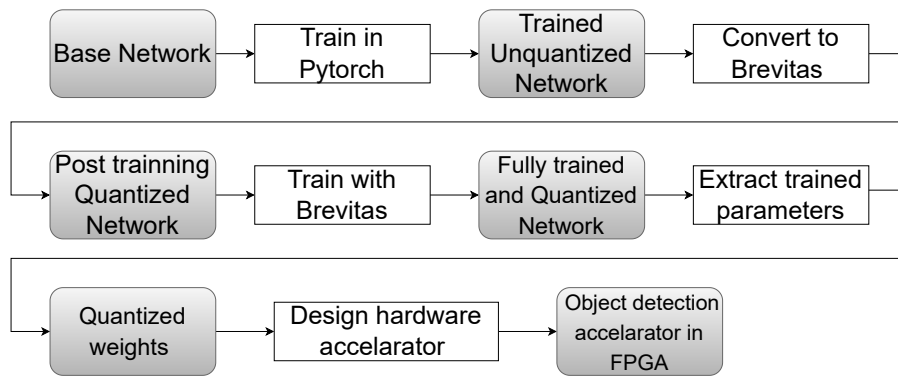 Base Network
Train in
Pytorch
Trained
Unquantized
Network
Convert to
Brevitas
Post trainning
Quantized
Network
Train with
Brevitas
Fully trained
and Quantized
Network
Extract trained
parameters
Quantized
weights
Design hardware
accelarator
Object detection
accelarator in
FPGA